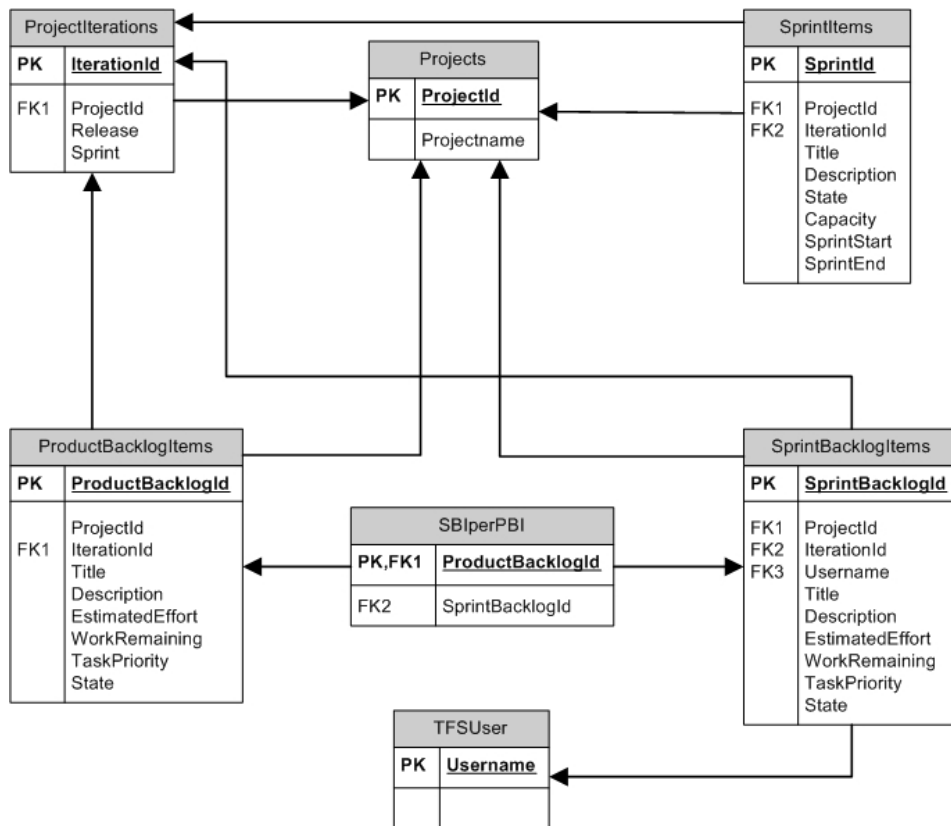 ProjectIterations
PK IterationId
FK1 ProjectId
Release
Sprint
Projects
PK ProjectId
Projectname
SprintItems
PK SprintId
FK1 ProjectId
FK2 IterationId
Title
Description
State
Capacity
SprintStart
SprintEnd
ProductBacklogItems
PK ProductBacklogId
ProjectId
FK1 IterationId
Title
Description
EstimatedEffort
WorkRemaining
TaskPriority
State
SBIperPBI
PK,FK1 ProductBacklogId
FK2 SprintBacklogId
SprintBacklogItems
PK SprintBacklogId
FK1 ProjectId
FK2 IterationId
FK3 Username
Title
Description
EstimatedEffort
WorkRemaining
TaskPriority
State
TFSUser
PK Username